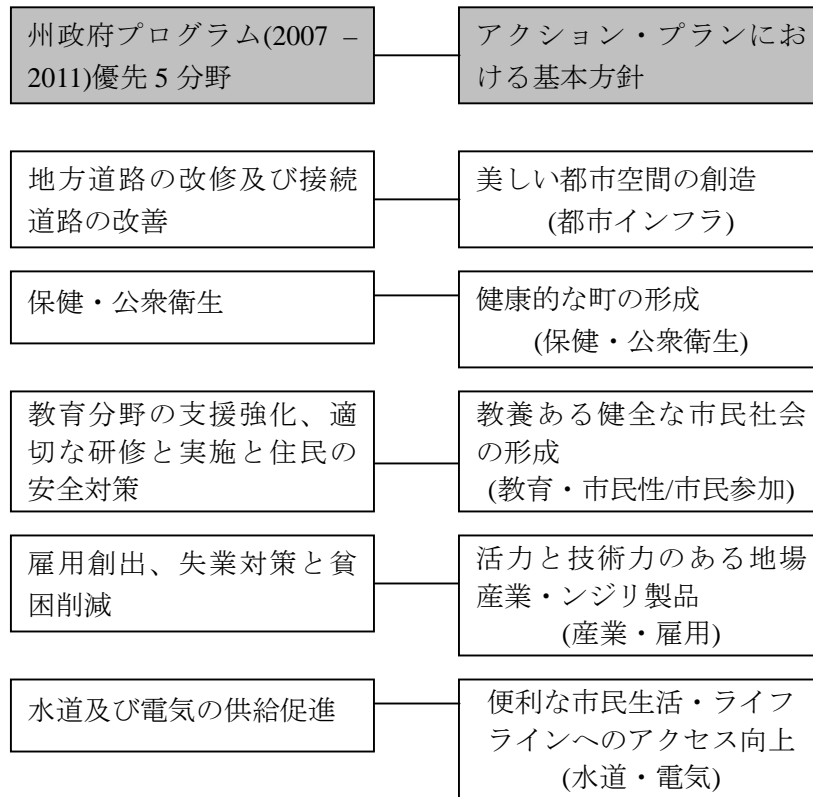 州政府プログラム(2007 –
2011)優先 5 分野
アクション・プランにお
ける基本方針
地方道路の改修及び接続
道路の改善
美しい都市空間の創造
(都市インフラ)
保健・公衆衛生
健康的な町の形成
(保健・公衆衛生)
教育分野の支援強化、適
切な研修と実施と住民の
安全対策
教養ある健全な市民社会
の形成
(教育・市民性/市民参加)
雇用創出、失業対策と貧
困削減
活力と技術力のある地場
産業・ンジリ製品
(産業・雇用)
水道及び電気の供給促進
便利な市民生活・ライフ
ラインへのアクセス向上
(水道・電気)